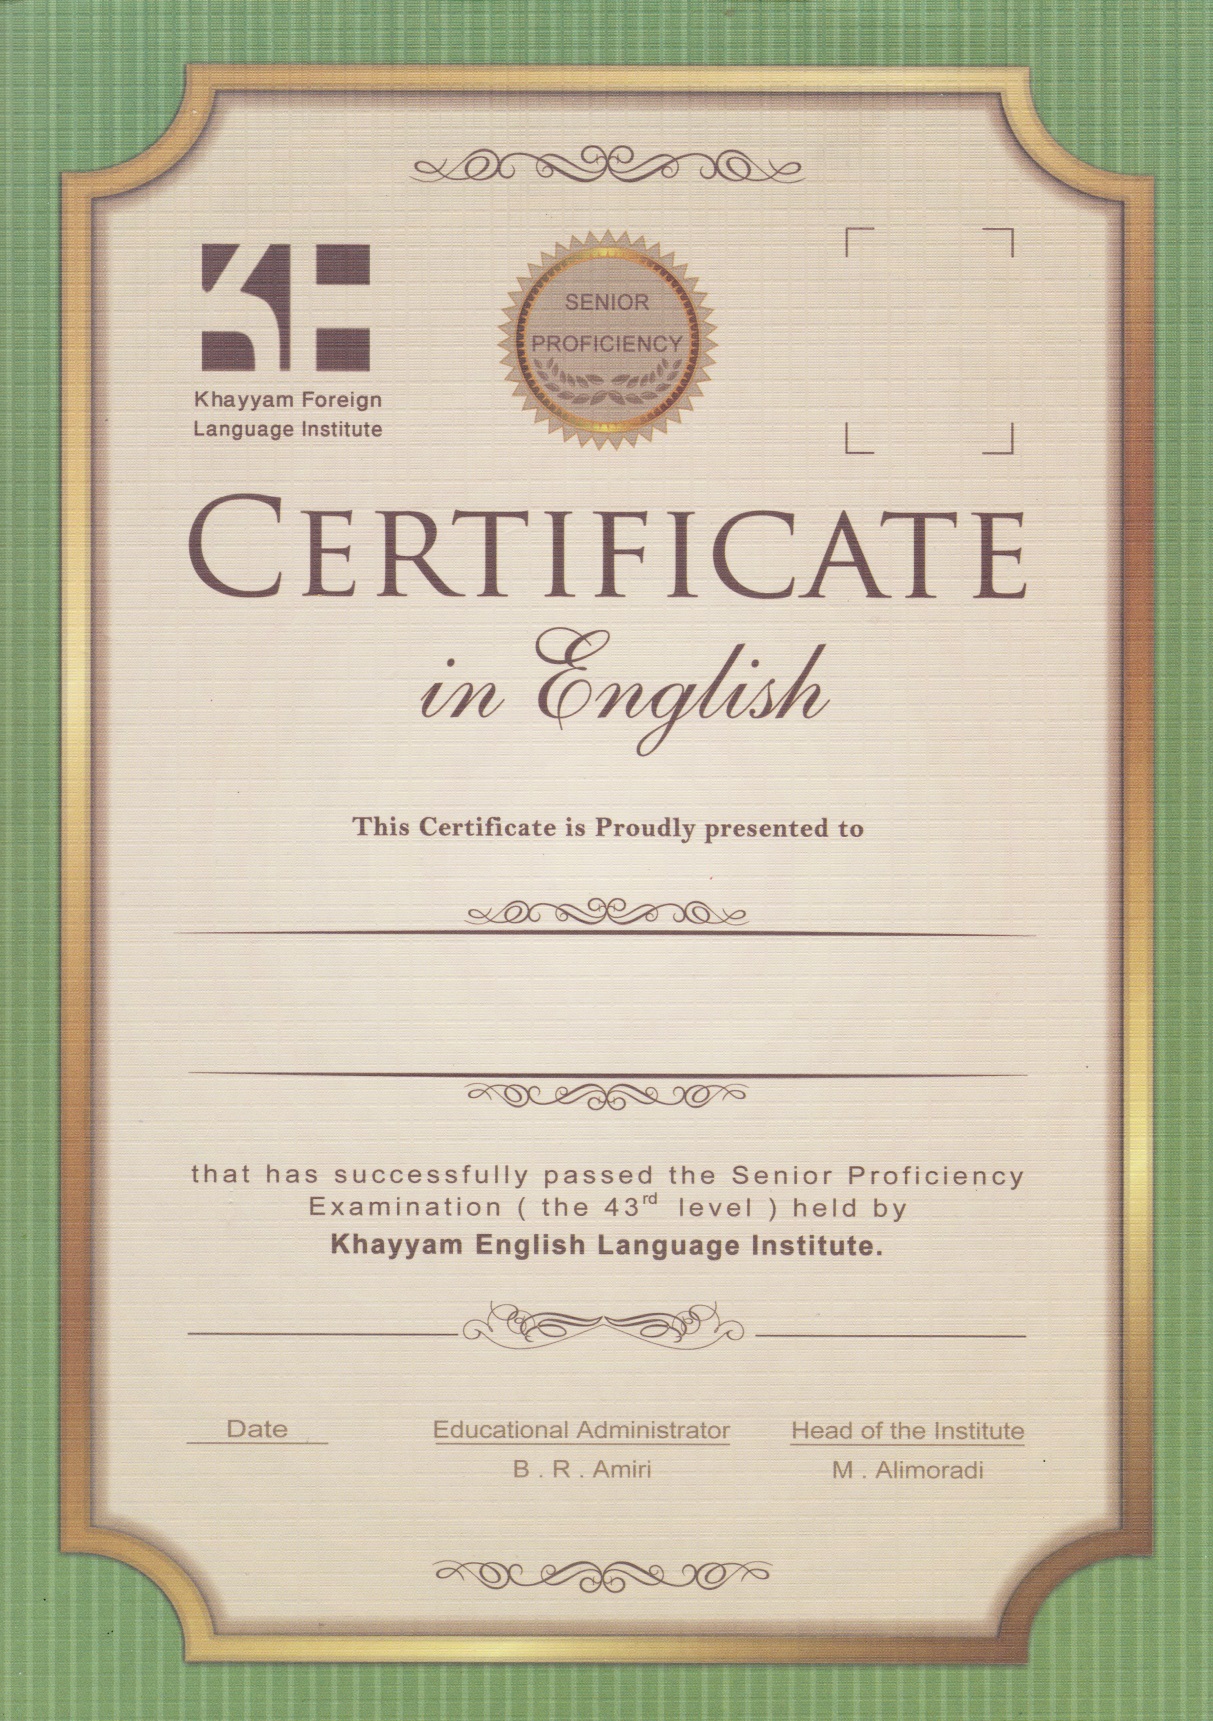 Khayyam Foreign
Language Institute
SENIOR
PROFICIENCY
CERTIFICATE
in English
This Certificate is Proudly presented to
that has successfully passed the Senior Proficiency
Examination ( the 43rd level ) held by
Khayyam English Language Institute.
Date
Educational Administrator
B . R . Amiri
Head of the Institute
M . Alimoradi